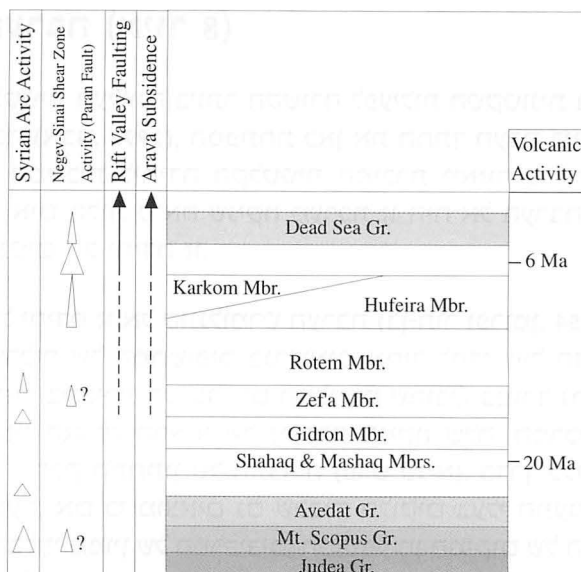 Syrian Arc Activity
Negev-Sinai Shear Zone
Activity (Paran Fault)
Rift Valley Faulting
Arava Subsidence
Volcanic
Activity
Dead Sea Gr.
6 Ma
Karkom Mbr.
Hufeira Mbr.
Rotem Mbr.
?
Zef'a Mbr.
Gidron Mbr.
Shahaq & Mashaq Mbrs.
20 Ma
Avedat Gr.
?
Mt. Scopus Gr.
Judea Gr.